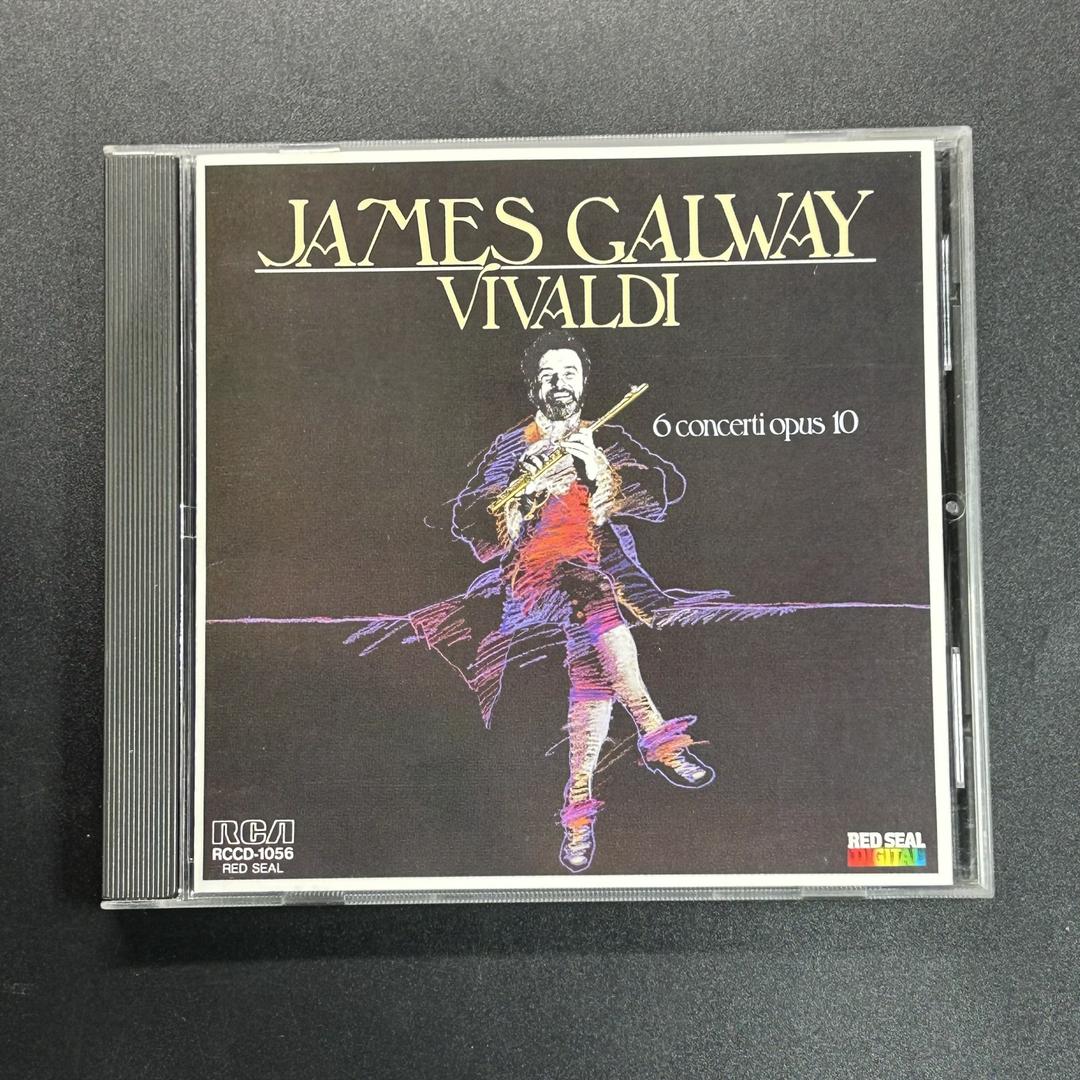 JAMES GALWAY
VIVALDI
6 concerti opus 10
RCA
RCCD-1056
RED SEAL
RED SEAL
DIGITAL